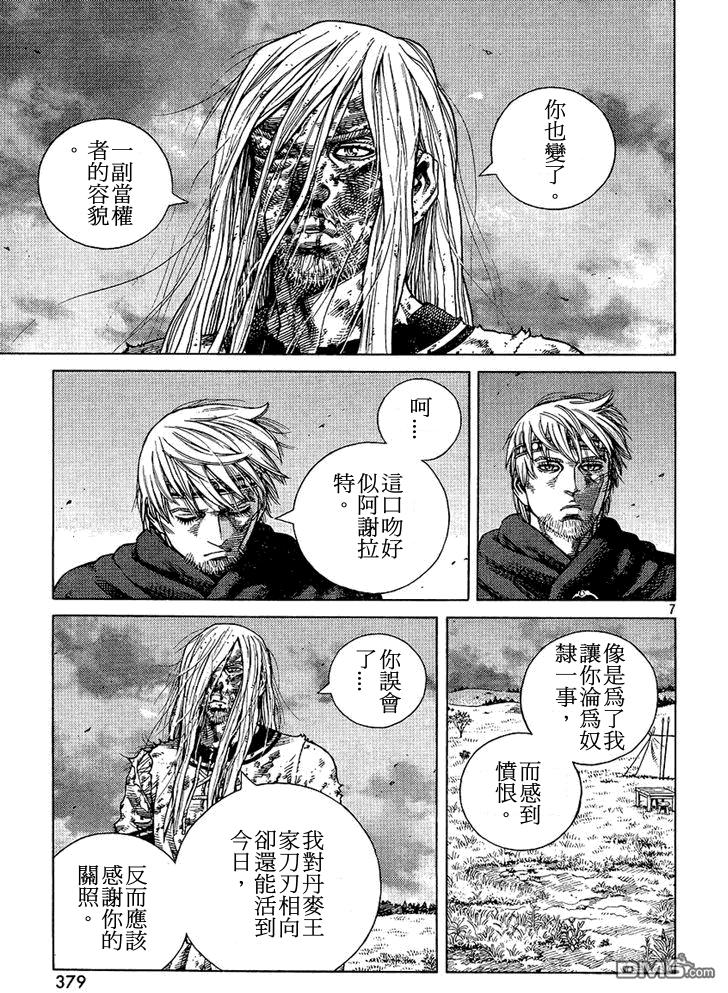 你也變了。
一副當權
者的容貌
。
呵
⋯⋯
這口吻好
似阿謝拉
特。
7
像是爲了我
讓你淪爲奴
隸一事，
而感到
憤恨。
你誤會
了⋯⋯
我對丹麥王
家刀刃相向
卻還能活到
今日，
反而應該
感謝你的
關照。
379
DM5.com